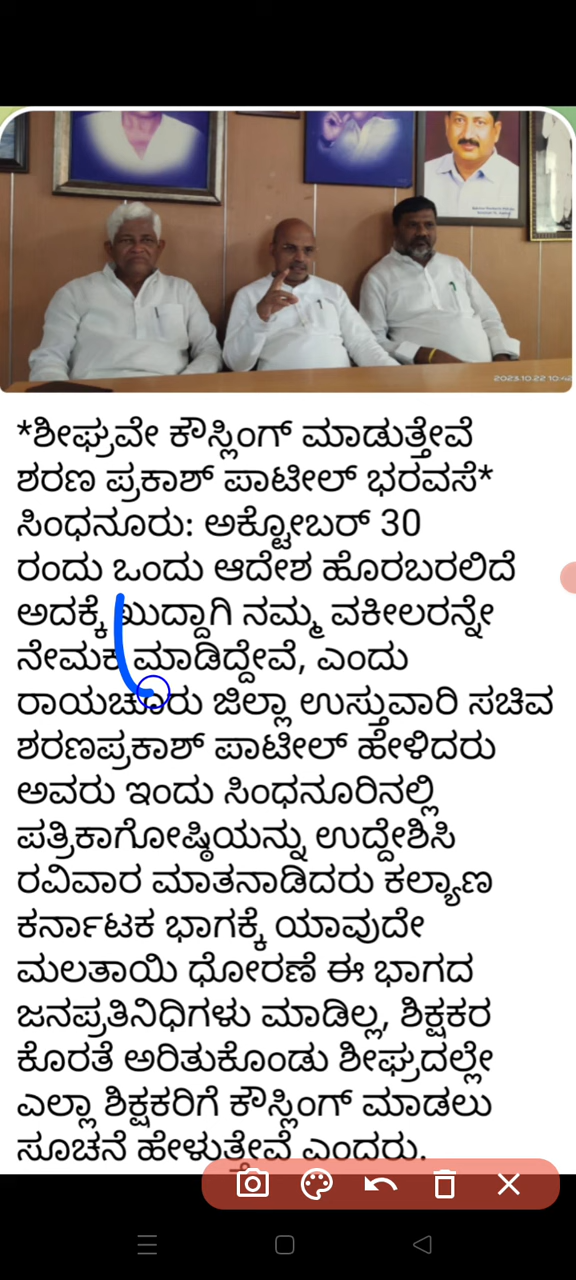 2023.10.22 10:42
*ಶೀಘ್ರವೇ ಕೌಸ್ಲಿಂಗ್ ಮಾಡುತ್ತೇವೆ
ಶರಣ ಪ್ರಕಾಶ್ ಪಾಟೀಲ್ ಭರವಸೆ*
ಸಿಂಧನೂರು: ಅಕ್ಟೋಬರ್ 30
ರಂದು ಒಂದು ಆದೇಶ ಹೊರಬರಲಿದೆ
ಅದಕ್ಕೆ ಖುದ್ದಾಗಿ ನಮ್ಮ ವಕೀಲರನ್ನೇ
ನೇಮಕ ಮಾಡಿದ್ದೇವೆ, ಎಂದು
ರಾಯಚೂರು ಜಿಲ್ಲಾ ಉಸ್ತುವಾರಿ ಸಚಿವ
ಶರಣಪ್ರಕಾಶ್ ಪಾಟೀಲ್ ಹೇಳಿದರು
ಅವರು ಇಂದು ಸಿಂಧನೂರಿನಲ್ಲಿ
ಪತ್ರಿಕಾಗೋಷ್ಠಿಯನ್ನು ಉದ್ದೇಶಿಸಿ
ರವಿವಾರ ಮಾತನಾಡಿದರು ಕಲ್ಯಾಣ
ಕರ್ನಾಟಕ ಭಾಗಕ್ಕೆ ಯಾವುದೇ
ಮಲತಾಯಿ ಧೋರಣೆ ಈ ಭಾಗದ
ಜನಪ್ರತಿನಿಧಿಗಳು ಮಾಡಿಲ್ಲ, ಶಿಕ್ಷಕರ
ಕೊರತೆ ಅರಿತುಕೊಂಡು ಶೀಘ್ರದಲ್ಲೇ
ಎಲ್ಲಾ ಶಿಕ್ಷಕರಿಗೆ ಕೌಸ್ಲಿಂಗ್ ಮಾಡಲು
ಸೂಚನೆ ಹೇಳುತ್ತೇವೆ ಎಂದರು.